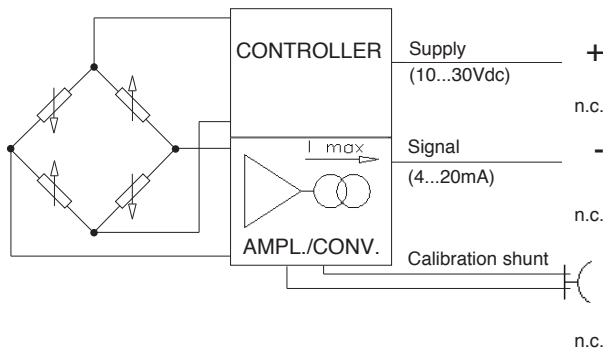 CONTROLLER
Supply
+
(10...30Vdc)
n.c.
I max
Signal
-
(4...20mA)
n.c.
AMPL./CONV.
Calibration shunt
n.c.